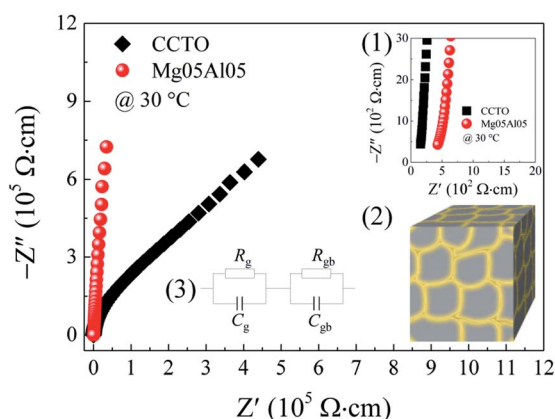 −Z″ (10⁵ Ω·cm)
−12
9
6
3
0
CCTO
Mg05Al05
@ 30 °C
(1)
−Z″ (10² Ω·cm)
30
20
10
0
CCTO
Mg05Al05
@ 30 °C
0 5 10 15 20
Z′ (10² Ω·cm)
(2)
(3)
R_g R_gb
C_g C_gb
0 1 2 3 4 5 6 7 8 9 10 11 12
Z′ (10⁵ Ω·cm)